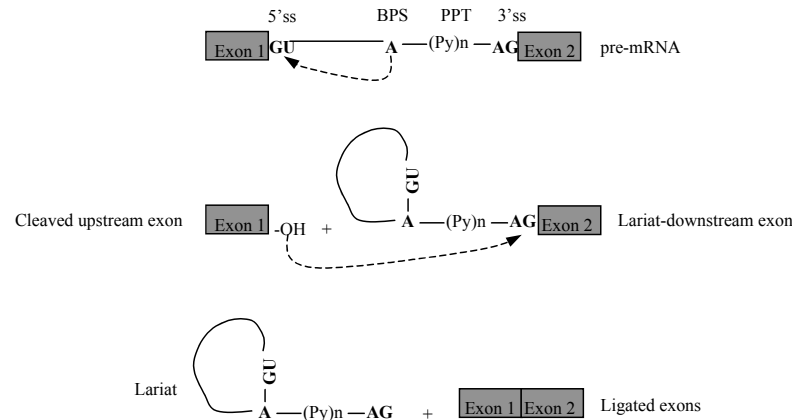 5'ss BPS PPT 3'ss
Exon 1 GU A (Py)n AG Exon 2 pre-mRNA
GU
Cleaved upstream exon Exon 1 -OH + A (Py)n AG Exon 2 Lariat-downstream exon
GU
Lariat A (Py)n AG + Exon 1 Exon 2 Ligated exons